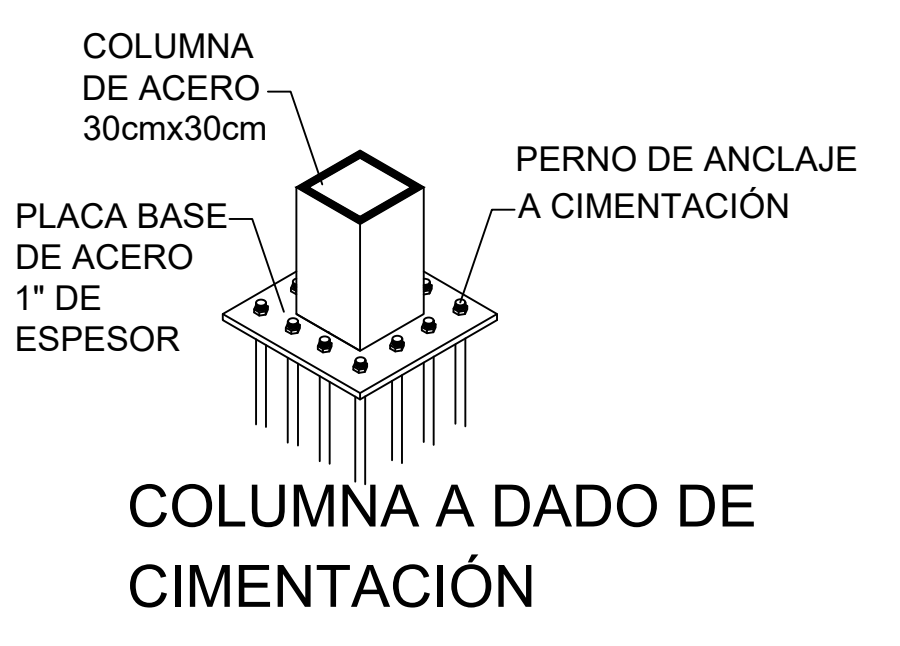 COLUMNA
DE ACERO
30cmx30cm
PERNO DE ANCLAJE
A CIMENTACIÓN
PLACA BASE
DE ACERO
1" DE
ESPESOR
COLUMNA A DADO DE
CIMENTACIÓN